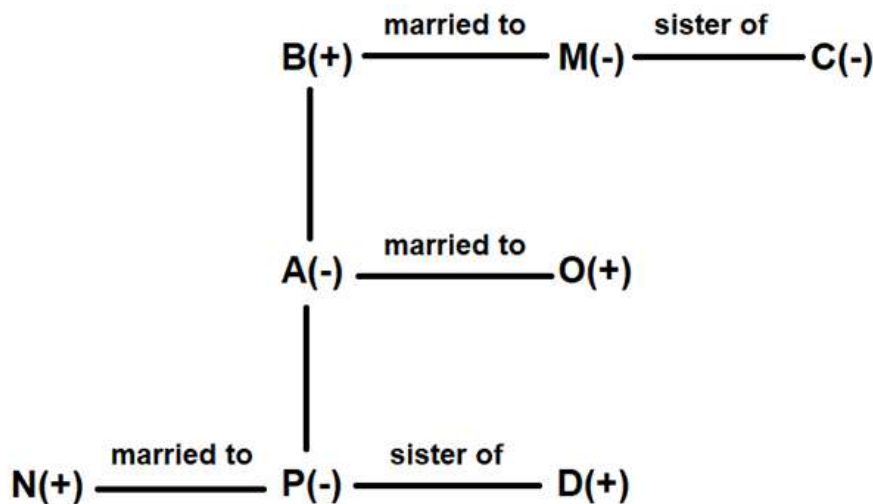 married to sister of
B(+) M(-) C(-)
married to
A(-) O(+)
married to sister of
N(+) P(-) D(+)